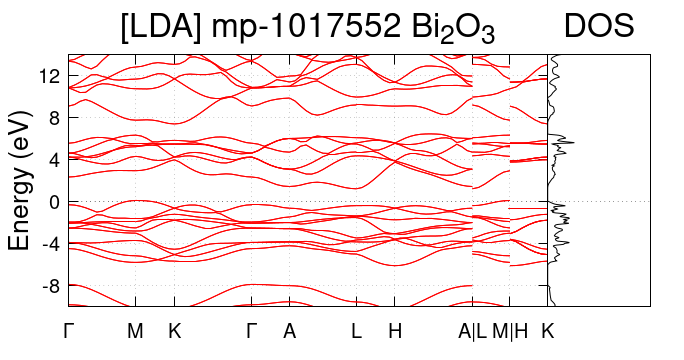 [LDA] mp-1017552 Bi₂O₃ DOS
Energy (eV)
12
8
4
0
-4
-8
Γ M K Γ A L H A|L M|H K